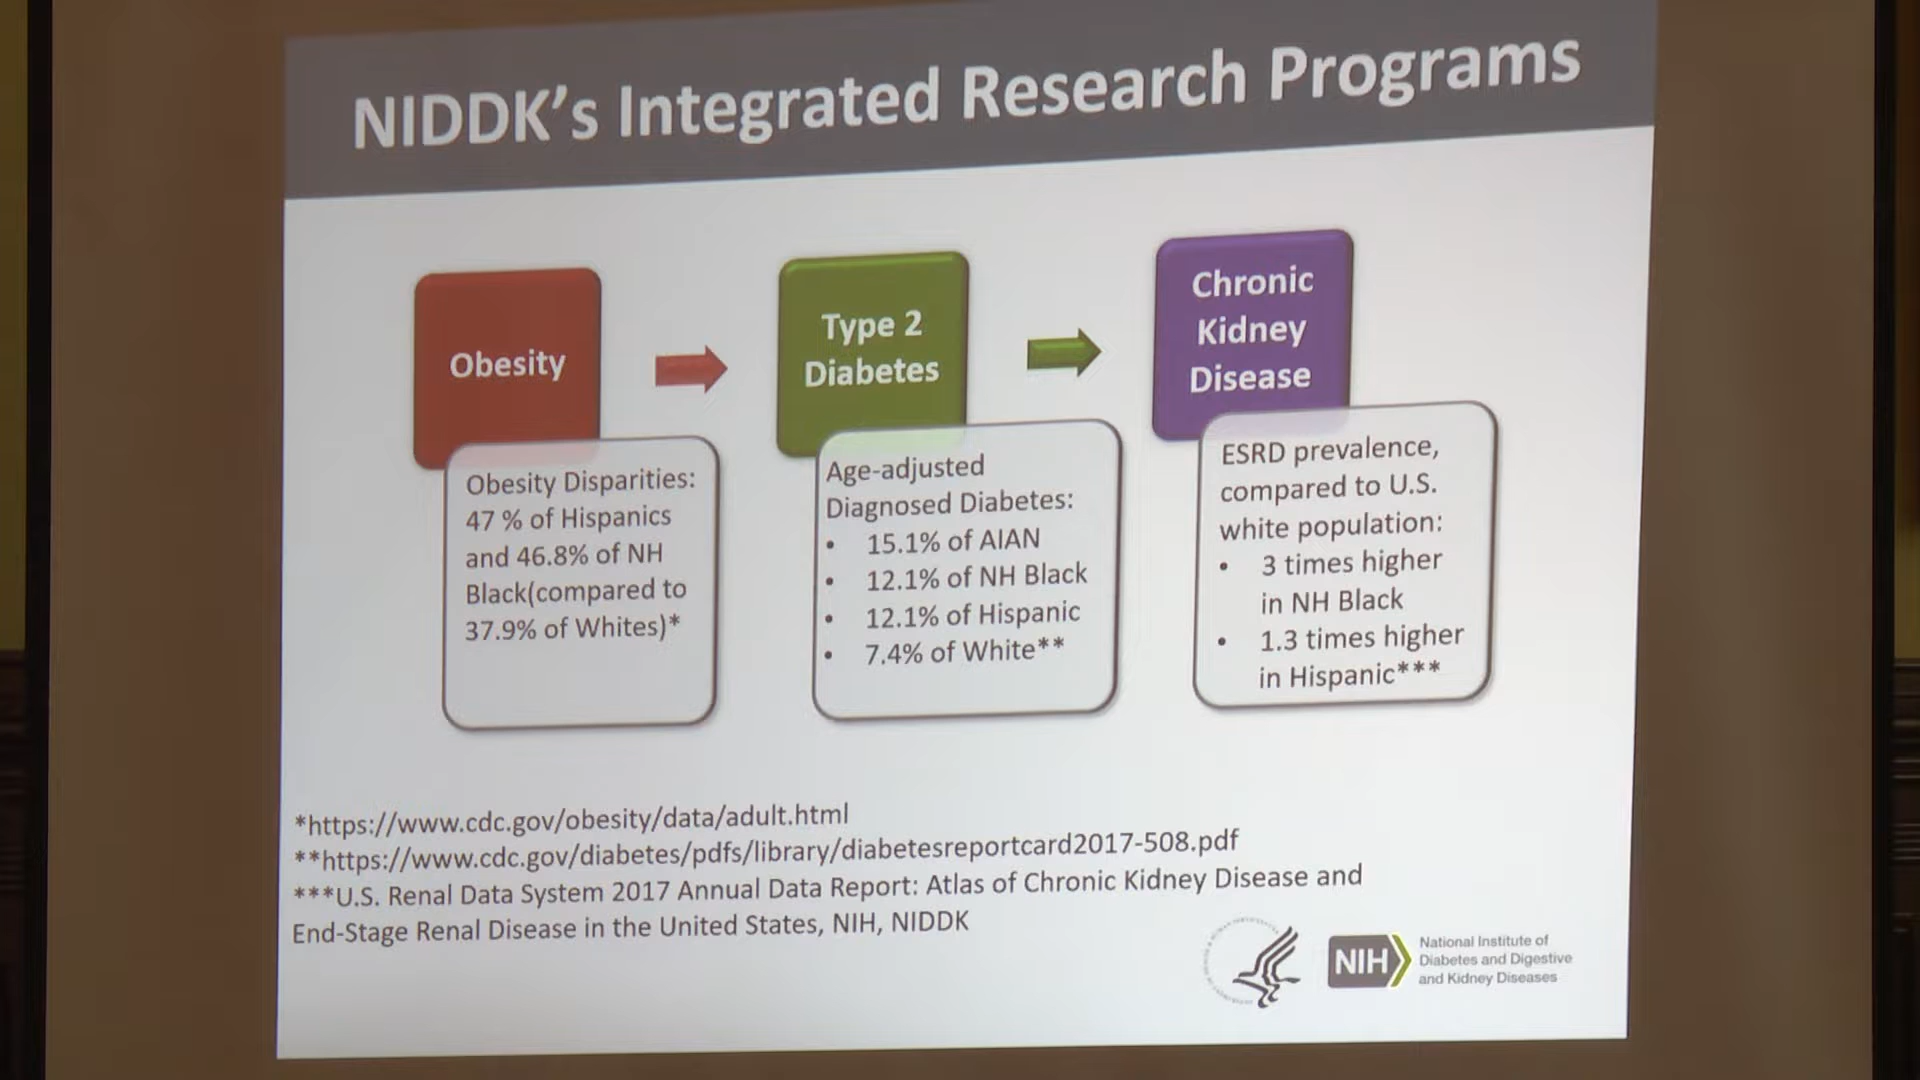 NIDDK's Integrated Research Programs
Obesity
Obesity Disparities:
47 % of Hispanics
and 46.8% of NH
Black(compared to
37.9% of Whites)*
Type 2
Diabetes
Age-adjusted
Diagnosed Diabetes:
• 15.1% of AIAN
• 12.1% of NH Black
• 12.1% of Hispanic
• 7.4% of White**
Chronic
Kidney
Disease
ESRD prevalence,
compared to U.S.
white population:
• 3 times higher
in NH Black
• 1.3 times higher
in Hispanic***
*https://www.cdc.gov/obesity/data/adult.html
**https://www.cdc.gov/diabetes/pdfs/library/diabetesreportcard2017-508.pdf
***U.S. Renal Data System 2017 Annual Data Report: Atlas of Chronic Kidney Disease and
End-Stage Renal Disease in the United States, NIH, NIDDK
NIH
National Institute of
Diabetes and Digestive
and Kidney Diseases